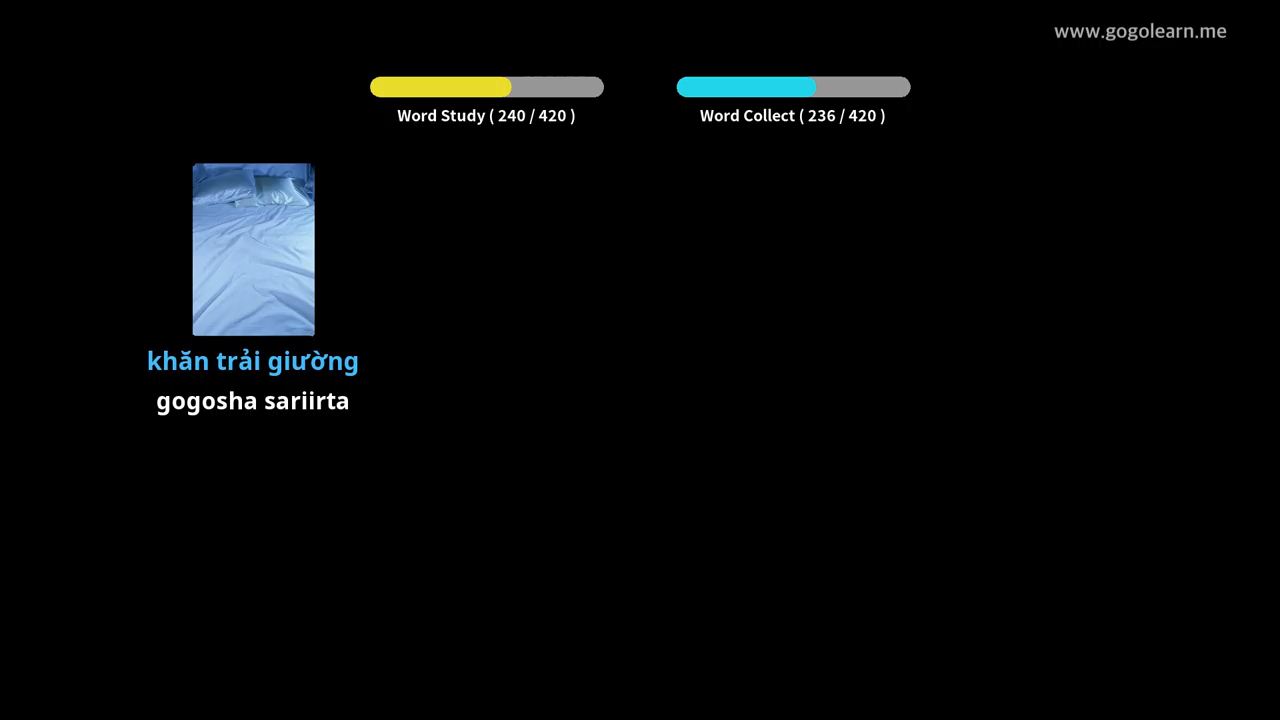 www.gogolearn.me
Word Study ( 240 / 420 )
Word Collect ( 236 / 420 )
khăn trải giường
gogosha sariirta